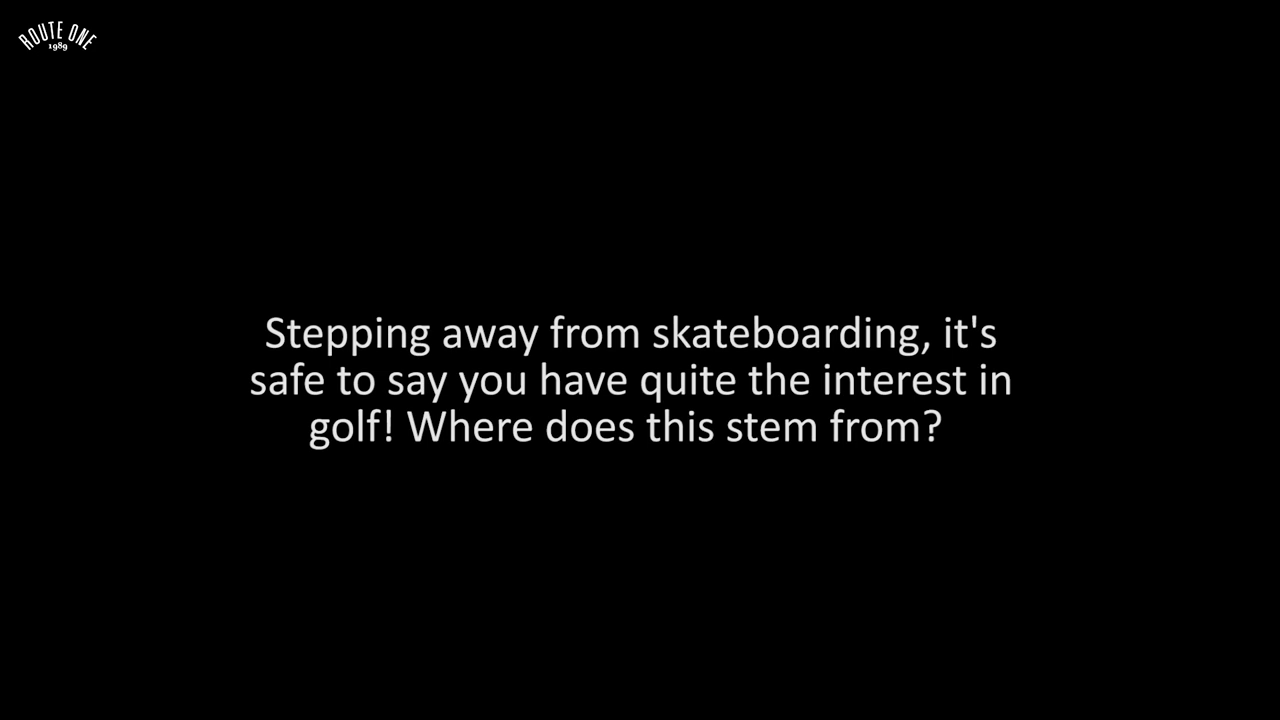 ROUTE ONE
1989
Stepping away from skateboarding, it's
safe to say you have quite the interest in
golf! Where does this stem from?